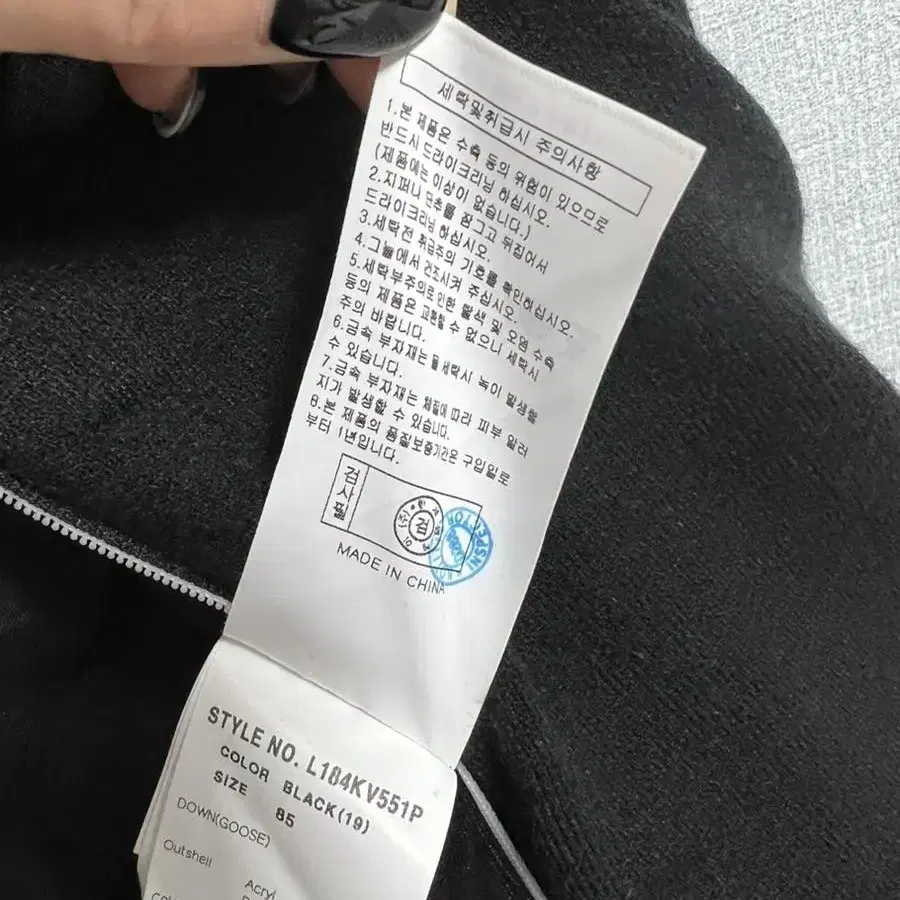 세탁및취급시 주의사항
1.본 제품은 수축 등의 위험이 있으므로
반드시드라이크리닝 하십시오.
(제품에는이상이 없습니다.)
2.지퍼나 단추를 잠그고 뒤집어서
드라이크리닝 하십시오.
3.세탁전 취급주의 기호를 확인하십시오.
4.그늘에서 건조시켜 주십시오.
5.세탁부주의로인한 탈색 및 오염 수축
등의 제품은 교환할 수 없으니 세탁시
주의 바랍니다.
6.금속 부자재는물세탁시 녹이 발생할
수 있습니다.
7.금속 부자재는 체질에 따라 피부 알러
지가 발생할 수 있습니다.
8.본 제품의 품질보증기간은 구입일로
부터 1년입니다.
검사필
검
MADE IN CHINA
STYLE NO. L184KV551P
COLOR BLACK(19)
SIZE 85
DOWN(GOOSE)
Outshell
Acryl